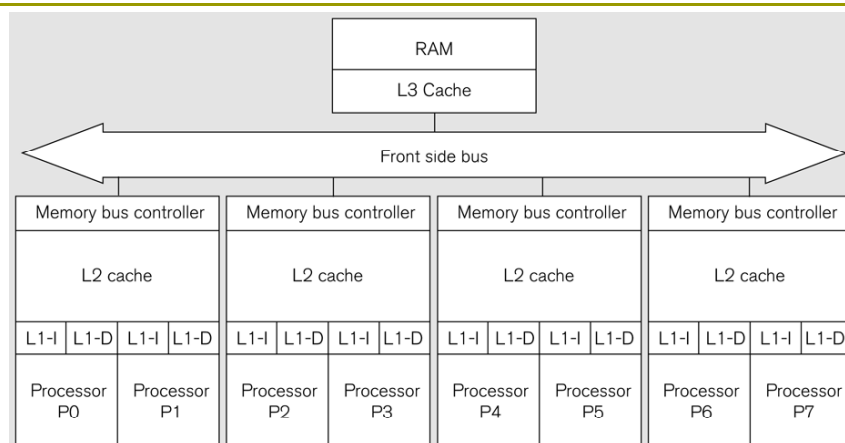 RAM
L3 Cache
Front side bus
Memory bus controller Memory bus controller Memory bus controller Memory bus controller
L2 cache L2 cache L2 cache L2 cache
L1-I L1-D L1-I L1-D L1-I L1-D L1-I L1-D L1-I L1-D L1-I L1-D L1-I L1-D L1-I L1-D
Processor Processor Processor Processor Processor Processor Processor Processor
P0 P1 P2 P3 P4 P5 P6 P7